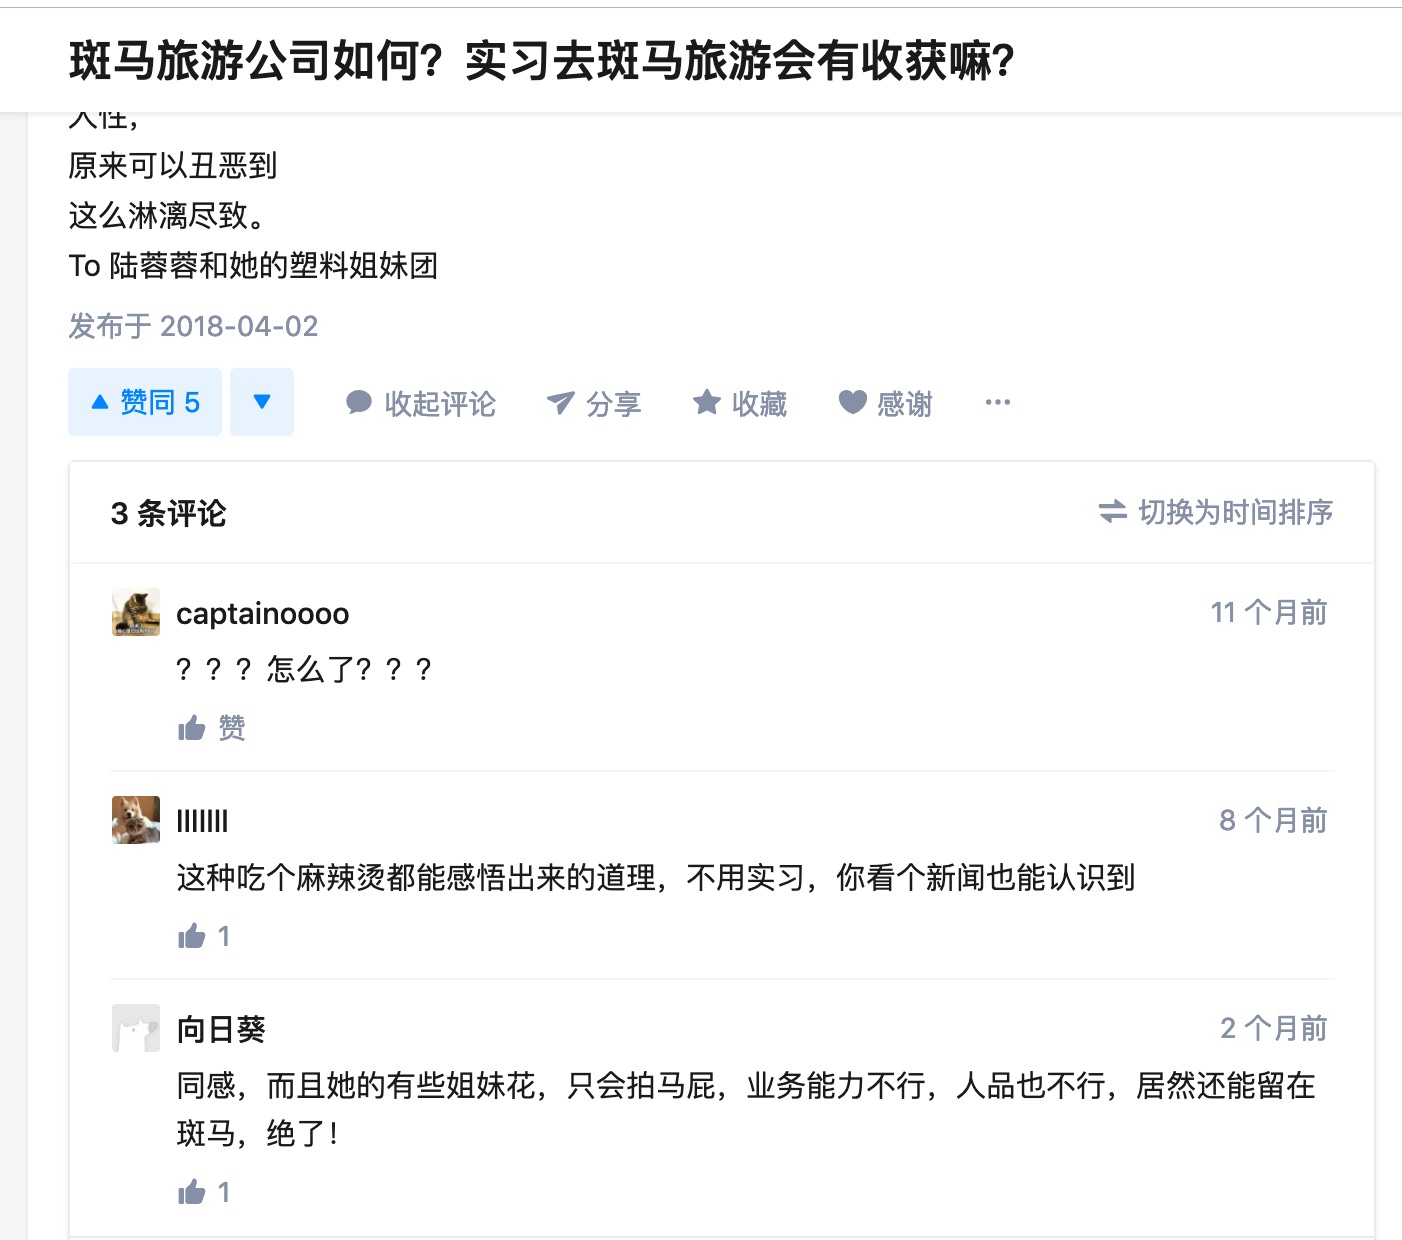 斑马旅游公司如何？实习去斑马旅游会有收获嘛？
人性，
原来可以丑恶到
这么淋漓尽致。
To 陆蓉蓉和她的塑料姐妹团
发布于 2018-04-02
赞同 5
收起评论
分享
收藏
感谢
3 条评论
切换为时间排序
captainoooo
11 个月前
？？？怎么了？？？
赞
lllllll
8 个月前
这种吃个麻辣烫都能感悟出来的道理，不用实习，你看个新闻也能认识到
1
向日葵
2 个月前
同感，而且她的有些姐妹花，只会拍马屁，业务能力不行，人品也不行，居然还能留在
斑马，绝了！
1